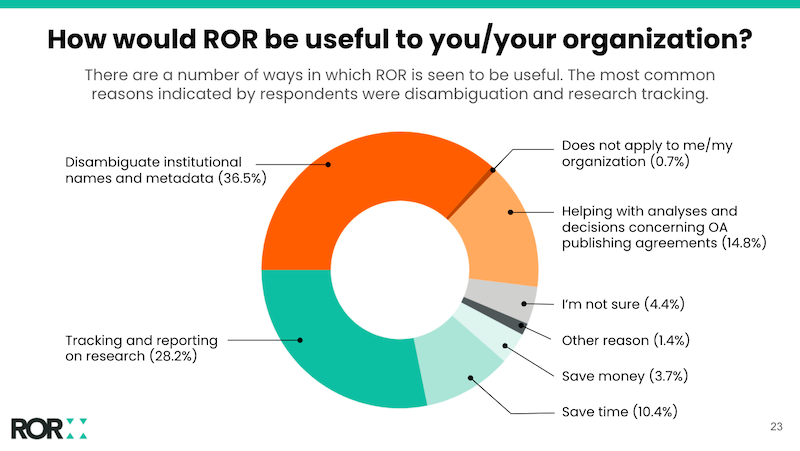 How would ROR be useful to you/your organization?
There are a number of ways in which ROR is seen to be useful. The most common
reasons indicated by respondents were disambiguation and research tracking.
Disambiguate institutional
names and metadata (36.5%)
Does not apply to me/my
organization (0.7%)
Helping with analyses and
decisions concerning OA
publishing agreements (14.8%)
I'm not sure (4.4%)
Tracking and reporting
on research (28.2%)
Other reason (1.4%)
Save money (3.7%)
Save time (10.4%)
ROR
23